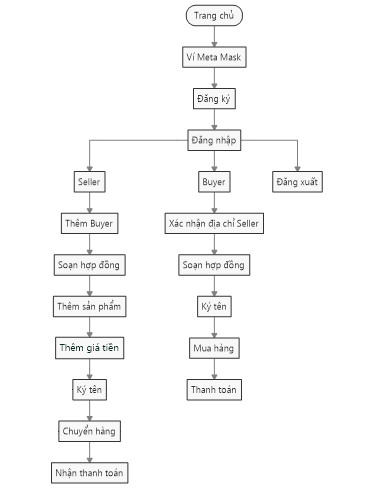 Trang chủ
Ví Meta Mask
Đăng ký
Đăng nhập
Seller
Buyer
Đăng xuất
Thêm Buyer
Xác nhận địa chỉ Seller
Soạn hợp đồng
Soạn hợp đồng
Thêm sản phẩm
Ký tên
Thêm giá tiền
Mua hàng
Ký tên
Thanh toán
Chuyển hàng
Nhận thanh toán